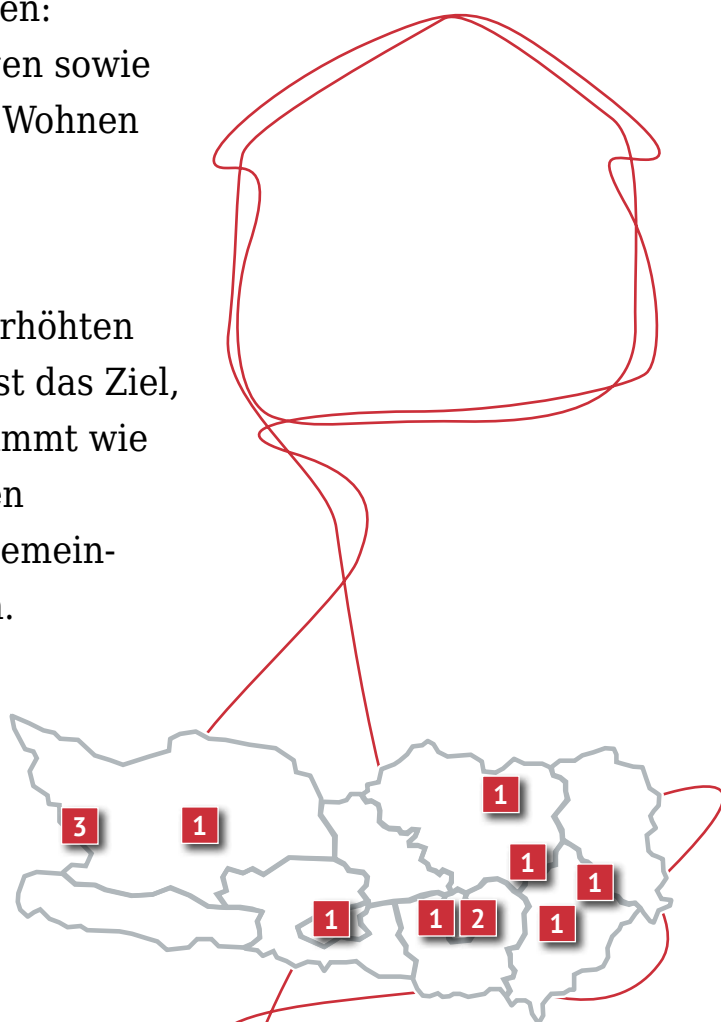 en:
en sowie
Wohnen
rhöhten
st das Ziel,
mmt wie
en
emein-
.
1
3
1
1
1
1
1
2
1